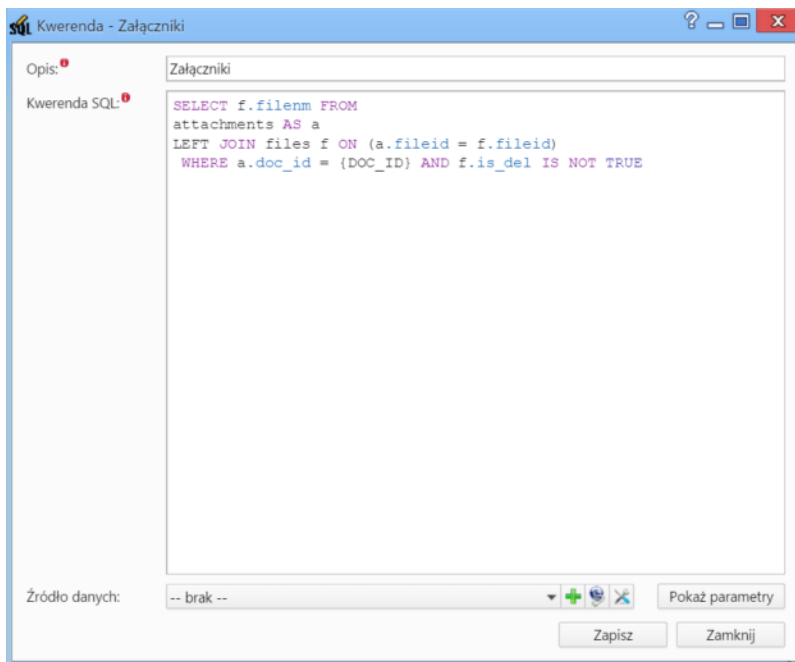 SQL Kwerenda - Załączniki
Opis:
Załączniki
Kwerenda SQL:
SELECT f.filenm FROM
attachments AS a
LEFT JOIN files f ON (a.fileid = f.fileid)
WHERE a.doc_id = {DOC_ID} AND f.is_del IS NOT TRUE
Źródło danych:
-- brak --
Pokaż parametry
Zapisz
Zamknij